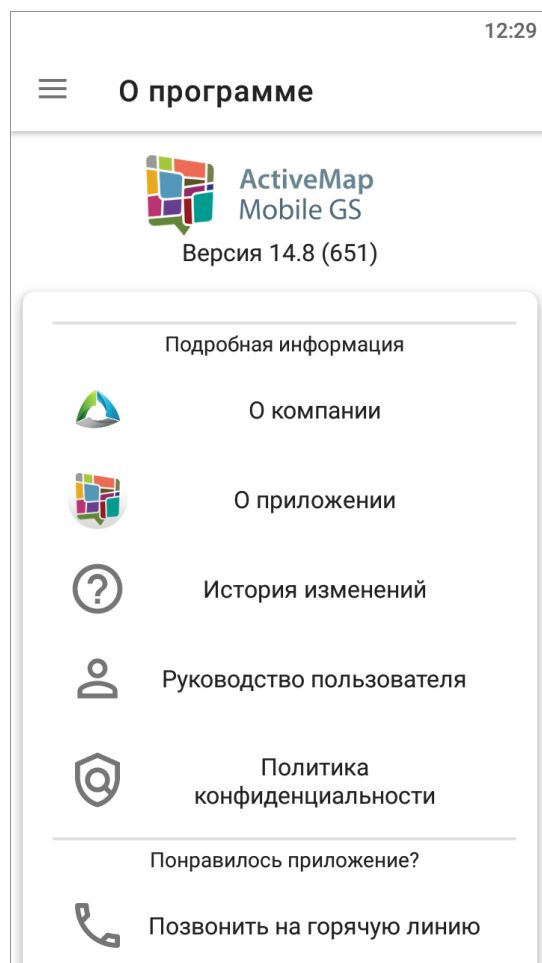 12:29
О программе
ActiveMap
Mobile GS
Версия 14.8 (651)
Подробная информация
О компании
О приложении
История изменений
Руководство пользователя
Политика
конфиденциальности
Понравилось приложение?
Позвонить на горячую линию